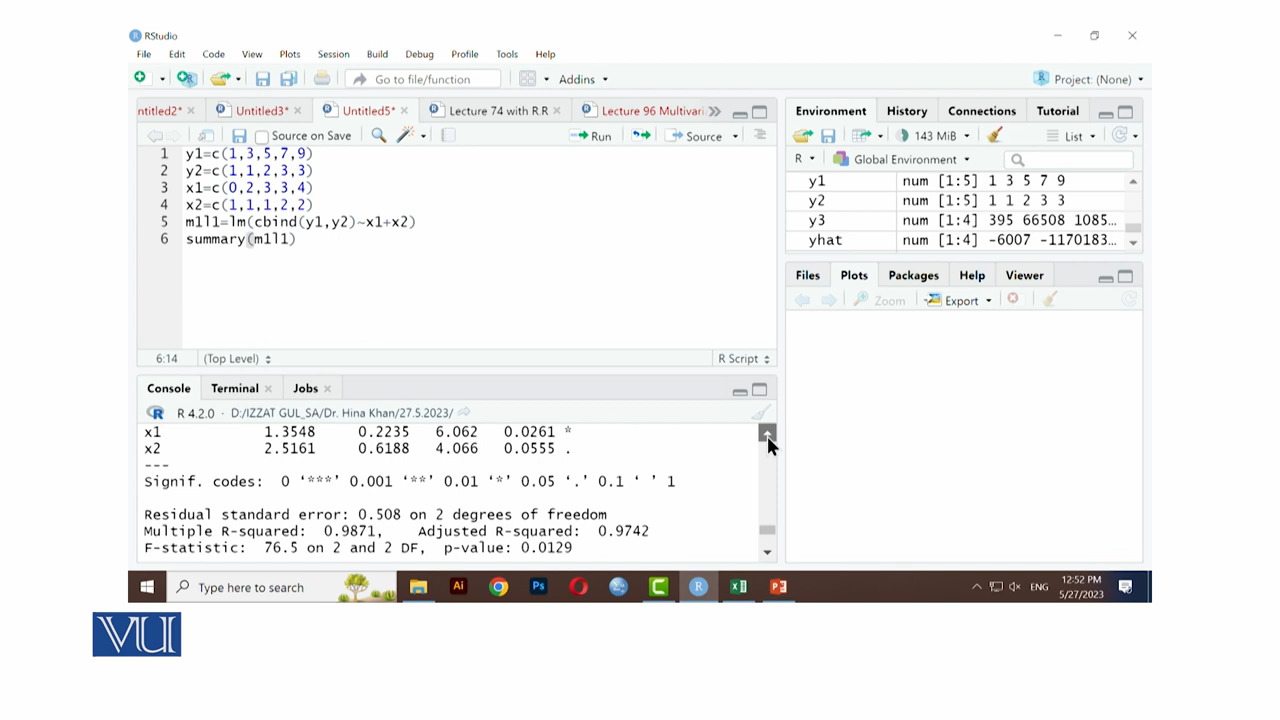 RStudio
File Edit Code View Plots Session Build Debug Profile Tools Help
Go to file/function Addins Project: (None)
ntitled2* Untitled3* Untitled5* Lecture 74 with R.R Lecture 96 Multivari
Source on Save Run Source
1 y1=c(1,3,5,7,9)
2 y2=c(1,1,2,3,3)
3 x1=c(0,2,3,3,4)
4 x2=c(1,1,1,2,2)
5 m1l1=lm(cbind(y1,y2)~x1+x2)
6 summary(m1l1)
6:14 (Top Level) R Script
Console Terminal Jobs
R 4.2.0 · D:/IZZAT GUL_SA/Dr. Hina Khan/27.5.2023/
x1 1.3548 0.2235 6.062 0.0261 *
x2 2.5161 0.6188 4.066 0.0555 .
---
Signif. codes: 0 ‘***’ 0.001 ‘**’ 0.01 ‘*’ 0.05 ‘.’ 0.1 ‘ ’ 1
Residual standard error: 0.508 on 2 degrees of freedom
Multiple R-squared: 0.9871, Adjusted R-squared: 0.9742
F-statistic: 76.5 on 2 and 2 DF, p-value: 0.0129
Environment History Connections Tutorial
143 MiB List
R Global Environment
y1 num [1:5] 1 3 5 7 9
y2 num [1:5] 1 1 2 3 3
y3 num [1:4] 395 66508 1085...
yhat num [1:4] -6007 -1170183...
Files Plots Packages Help Viewer
Zoom Export
Type here to search Ai Ps R ENG 12:52 PM
5/27/2023
VU